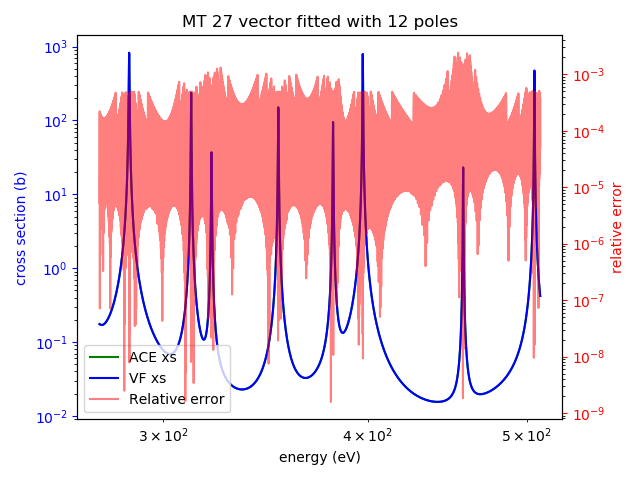 MT 27 vector fitted with 12 poles
10³
10²
10¹
10⁰
10⁻¹
10⁻²
cross section (b)
10⁻³
10⁻⁴
10⁻⁵
10⁻⁶
10⁻⁷
10⁻⁸
10⁻⁹
relative error
ACE xs
VF xs
Relative error
3 × 10²
4 × 10²
5 × 10²
energy (eV)